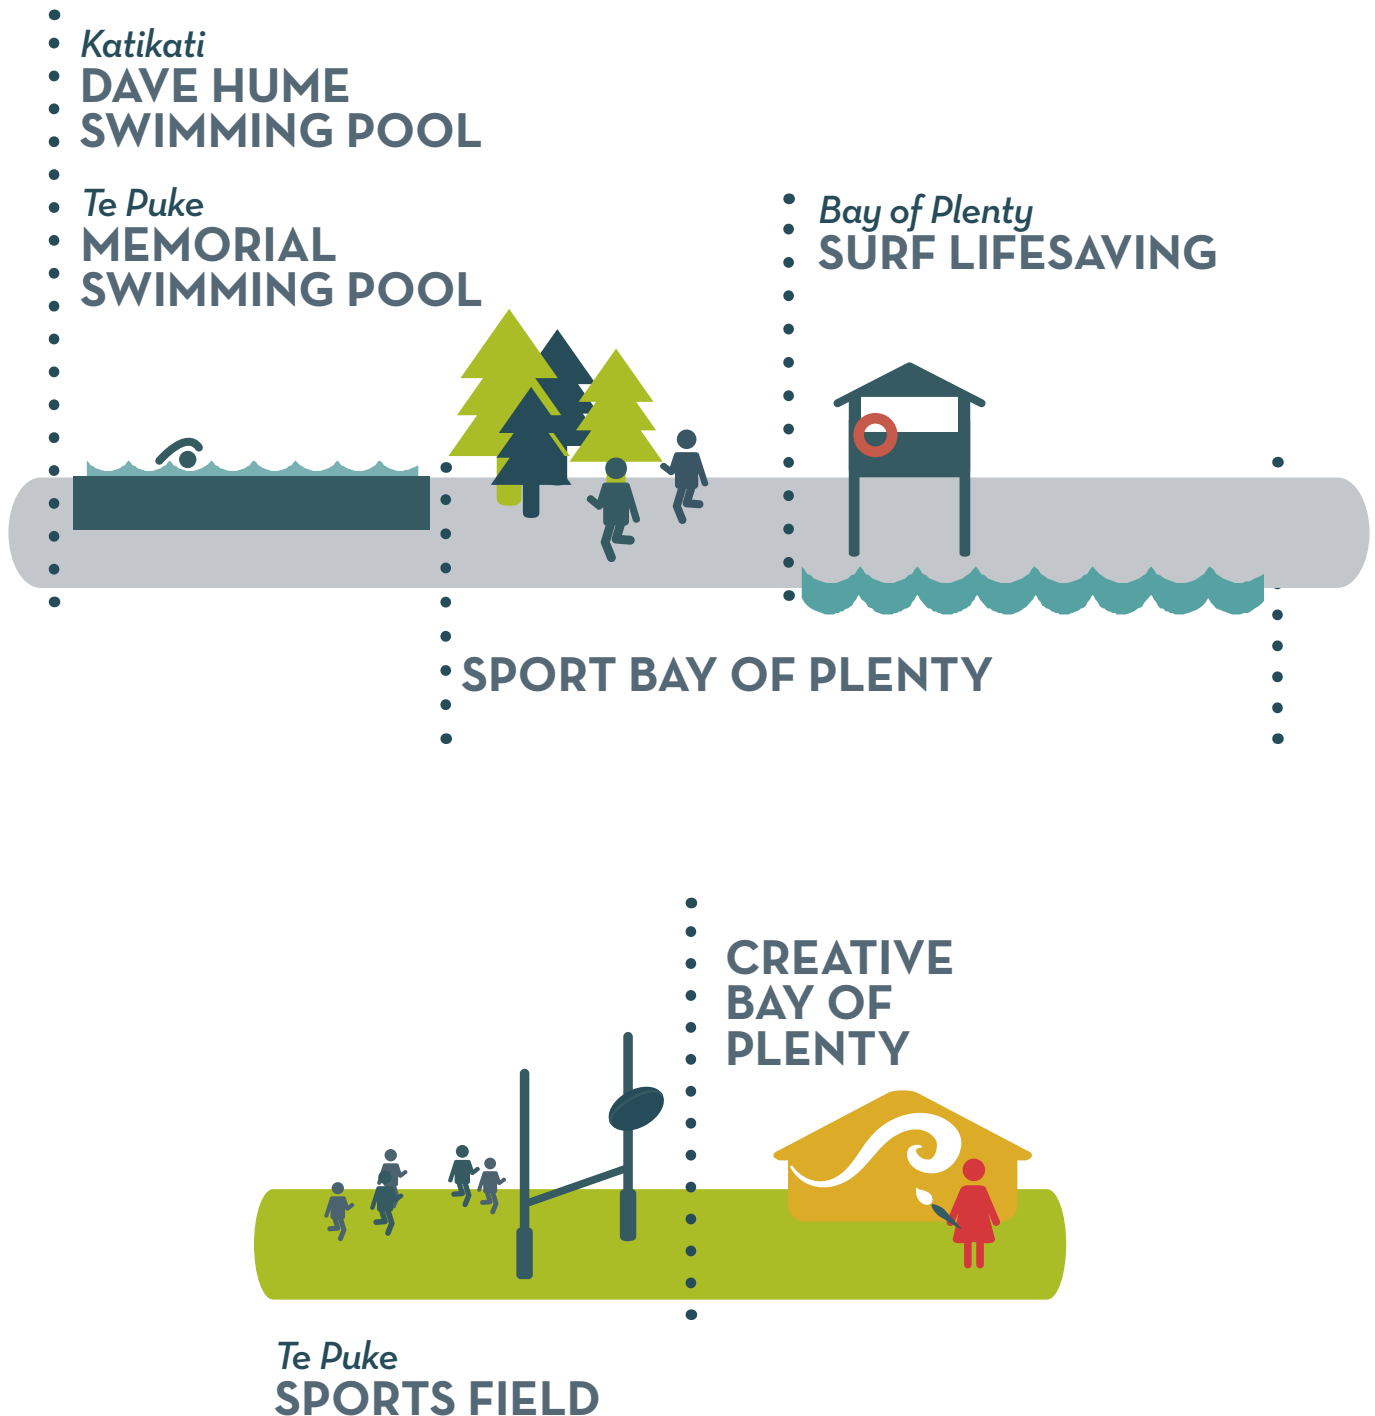 Katikati
DAVE HUME
SWIMMING POOL
Te Puke
MEMORIAL
SWIMMING POOL
Bay of Plenty
SURF LIFESAVING
SPORT BAY OF PLENTY
CREATIVE
BAY OF
PLENTY
Te Puke
SPORTS FIELD